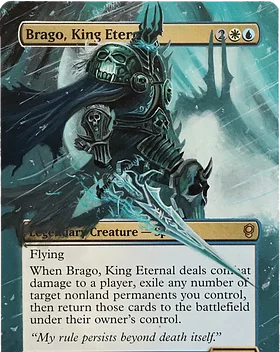 Brago, King Eter
2
Legendary Creature — Sp
Flying
When Brago, King Eternal deals combat
damage to a player, exile any number of
target nonland permanents you control,
then return those cards to the battlefield
under their owner's control.
"My rule persists beyond death itself."